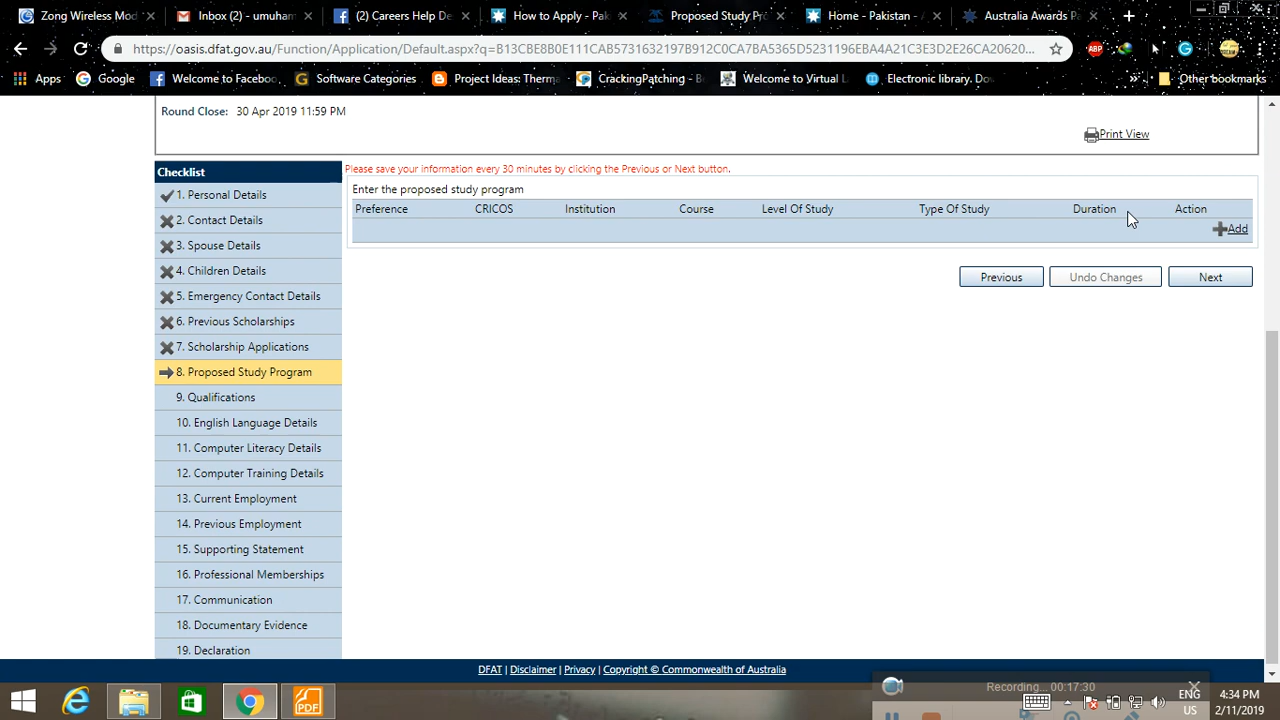 Zong Wireless Mod
Inbox (2) - umuham
(2) Careers Help De
How to Apply - Pak
Proposed Study Pro
Home - Pakistan -
Australia Awards P
https://oasis.dfat.gov.au/Function/Application/Default.aspx?q=B13CBE8B0E111CAB5731632197B912C0CA7BA5365D5231196EBA4A21C3E3D2E26CA20620...
ABP
Apps
Google
Welcome to Faceboo
Software Categories
Project Ideas: Therma
CrackingPatching - B
Welcome to Virtual L
Electronic library. Do
Other bookmarks
Round Close: 30 Apr 2019 11:59 PM
Print View
Checklist
Please save your information every 30 minutes by clicking the Previous or Next button.
1. Personal Details
2. Contact Details
3. Spouse Details
4. Children Details
5. Emergency Contact Details
6. Previous Scholarships
7. Scholarship Applications
8. Proposed Study Program
9. Qualifications
10. English Language Details
11. Computer Literacy Details
12. Computer Training Details
13. Current Employment
14. Previous Employment
15. Supporting Statement
16. Professional Memberships
17. Communication
18. Documentary Evidence
19. Declaration
Enter the proposed study program
Preference CRICOS Institution Course Level Of Study Type Of Study Duration Action
Add
Previous Undo Changes Next
DFAT | Disclaimer | Privacy | Copyright © Commonwealth of Australia
Recording... 00:17:30
PDF
ENG
US
4:34 PM
2/11/2019